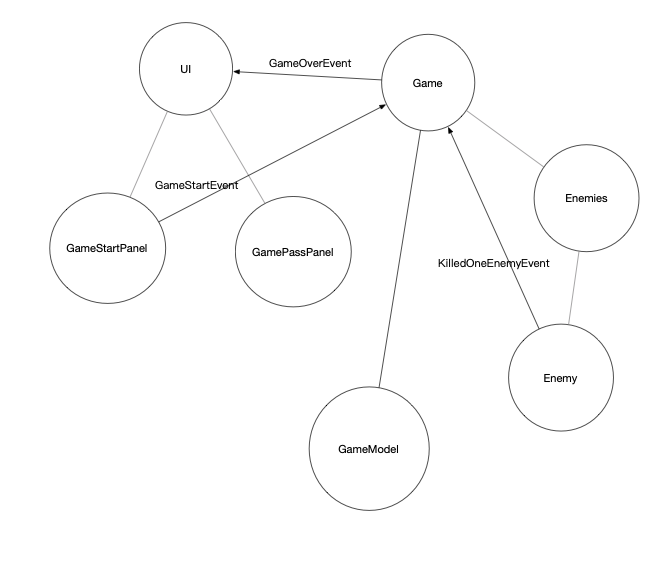 UI
GameOverEvent
Game
GameStartEvent
Enemies
GameStartPanel
GamePassPanel
KilledOneEnemyEvent
Enemy
GameModel